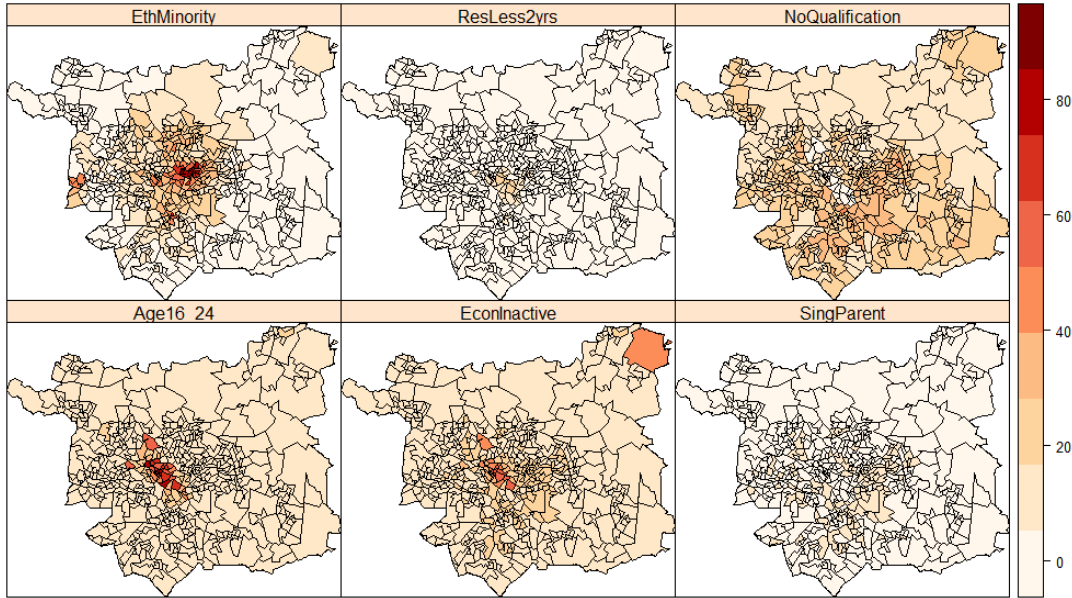 EthMinority
ResLess2yrs
NoQualification
Age16_24
EconInactive
SingParent
80
60
40
20
0